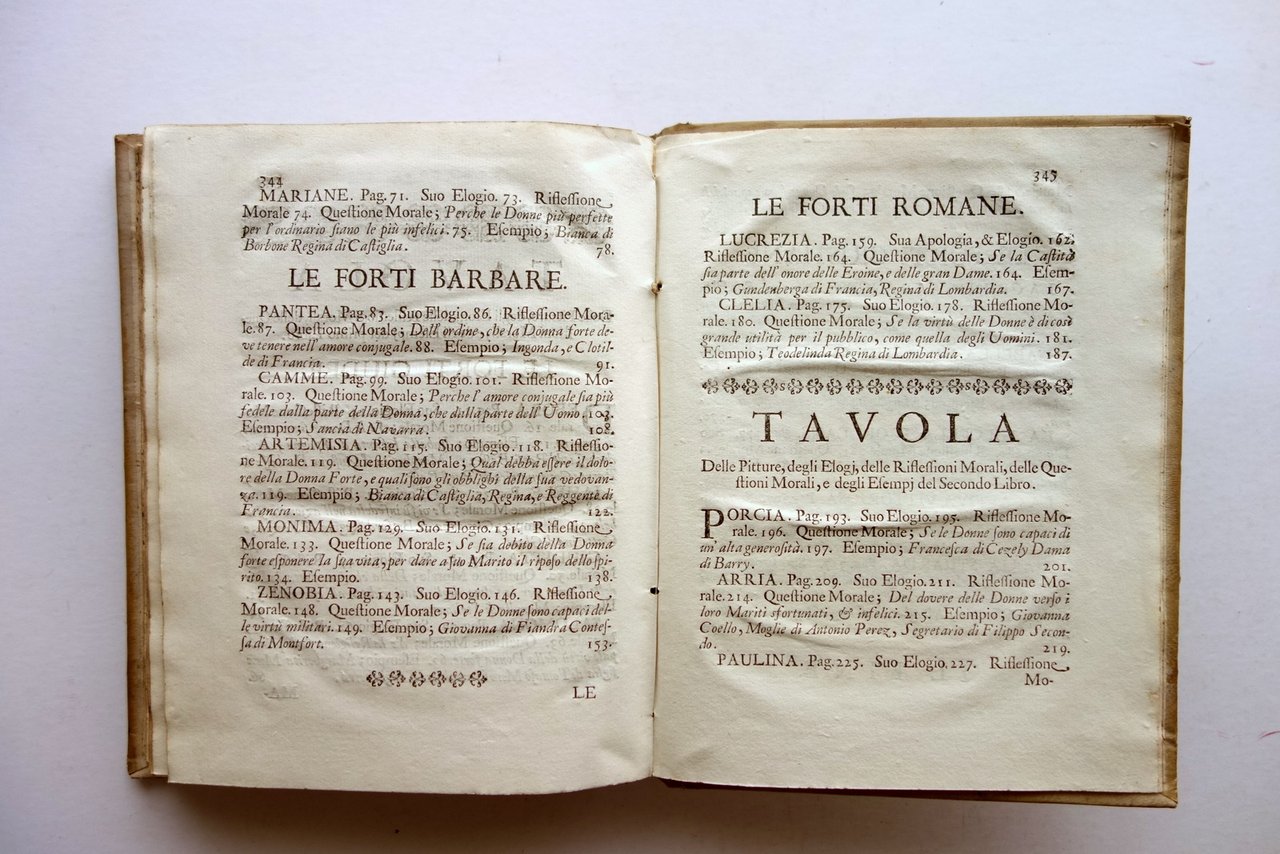 344
MARIANE. Pag. 71. Suo Elogio. 73. Rifleſſione
Morale 74. Queſtione Morale; Perche le Donne più perfette
per l'ordinario ſiano le più infelici. 75. Eſempio; Bianca di
Borbone Regina di Caſtiglia. 78.
LE FORTI BARBARE.
PANTEA. Pag. 83. Suo Elogio. 86. Rifleſſione Mora-
le. 87. Queſtione Morale; Dell'ordine, che la Donna forte de-
ve tenere nell'amore conjugale. 88. Eſempio; Ingonda, e Clotil-
de di Francia. 91.
CAMME. Pag. 99. Suo Elogio. 101. Rifleſſione Mo-
rale. 103. Queſtione Morale; Perche l'amore conjugale ſia più
fedele dalla parte della Donna, che dalla parte dell'Uomo. 103.
Eſempio; Sancia di Navarra. 108.
ARTEMISIA. Pag. 115. Suo Elogio. 118. Rifleſſio-
ne Morale. 119. Queſtione Morale; Qual debba eſſere il dolo-
re della Donna Forte, e quali ſono gli obblighi della ſua vedovan-
za. 119. Eſempio; Bianca di Caſtiglia, Regina, e Reggente di
Francia. 122.
MONIMA. Pag. 129. Suo Elogio. 131. Rifleſſione
Morale. 133. Queſtione Morale; Se ſia debito della Donna
forte eſponere la ſua vita, per dare a ſuo Marito il ripoſo dello ſpi-
rito. 134. Eſempio. 138.
ZENOBIA. Pag. 143. Suo Elogio. 146. Rifleſſione
Morale. 148. Queſtione Morale; Se le Donne ſono capaci del-
le virtù militari. 149. Eſempio; Giovanna di Fiandra Conteſ-
ſa di Montfort. 153.
LE
345
LE FORTI ROMANE.
LUCREZIA. Pag. 159. Sua Apologia, & Elogio. 162.
Rifleſſione Morale. 164. Queſtione Morale; Se la Caſtità
ſia parte dell'onore delle Eroine, e delle gran Dame. 164. Eſem-
pio; Gundenberga di Francia, Regina di Lombardia. 167.
CLELIA. Pag. 175. Suo Elogio. 178. Rifleſſione Mo-
rale. 180. Queſtione Morale; Se la virtù delle Donne è di così
grande utilità per il pubblico, come quella degli Uomini. 181.
Eſempio; Teodelinda Regina di Lombardia. 187.
TAVOLA
Delle Pitture, degli Elogj, delle Rifleſſioni Morali, delle Que-
ſtioni Morali, e degli Eſempj del Secondo Libro.
PORCIA. Pag. 193. Suo Elogio. 195. Rifleſſione Mo-
rale. 196. Queſtione Morale; Se le Donne ſono capaci di
un'alta generoſità. 197. Eſempio; Franceſca di Cezely Dama
di Barry. 201.
ARRIA. Pag. 209. Suo Elogio. 211. Rifleſſione Mo-
rale. 214. Queſtione Morale; Del dovere delle Donne verſo i
loro Mariti sfortunati, & infelici. 215. Eſempio; Giovanna
Coello, Moglie di Antonio Perez, Segretario di Filippo Secon-
do. 219.
PAULINA. Pag. 225. Suo Elogio. 227. Rifleſſione
Mo-